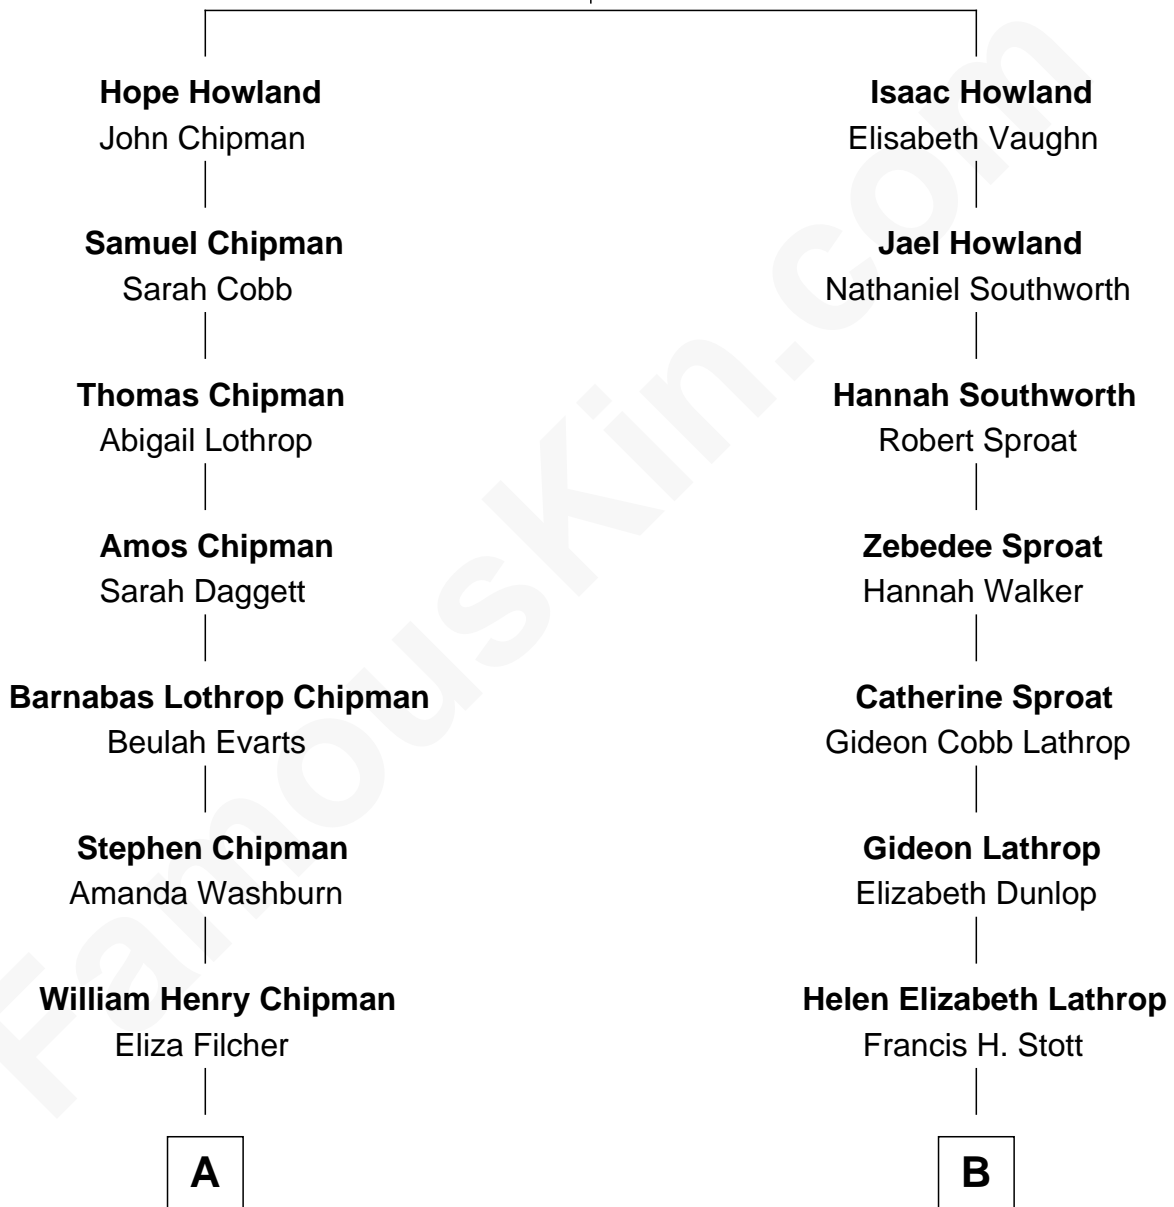 Hope Howland
John Chipman
Samuel Chipman
Sarah Cobb
Thomas Chipman
Abigail Lothrop
Amos Chipman
Sarah Daggett
Barnabas Lothrop Chipman
Beulah Evarts
Stephen Chipman
Amanda Washburn
William Henry Chipman
Eliza Filcher
A
Isaac Howland
Elisabeth Vaughn
Jael Howland
Nathaniel Southworth
Hannah Southworth
Robert Sproat
Zebedee Sproat
Hannah Walker
Catherine Sproat
Gideon Cobb Lathrop
Gideon Lathrop
Elizabeth Dunlop
Helen Elizabeth Lathrop
Francis H. Stott
B
FamousKin.com